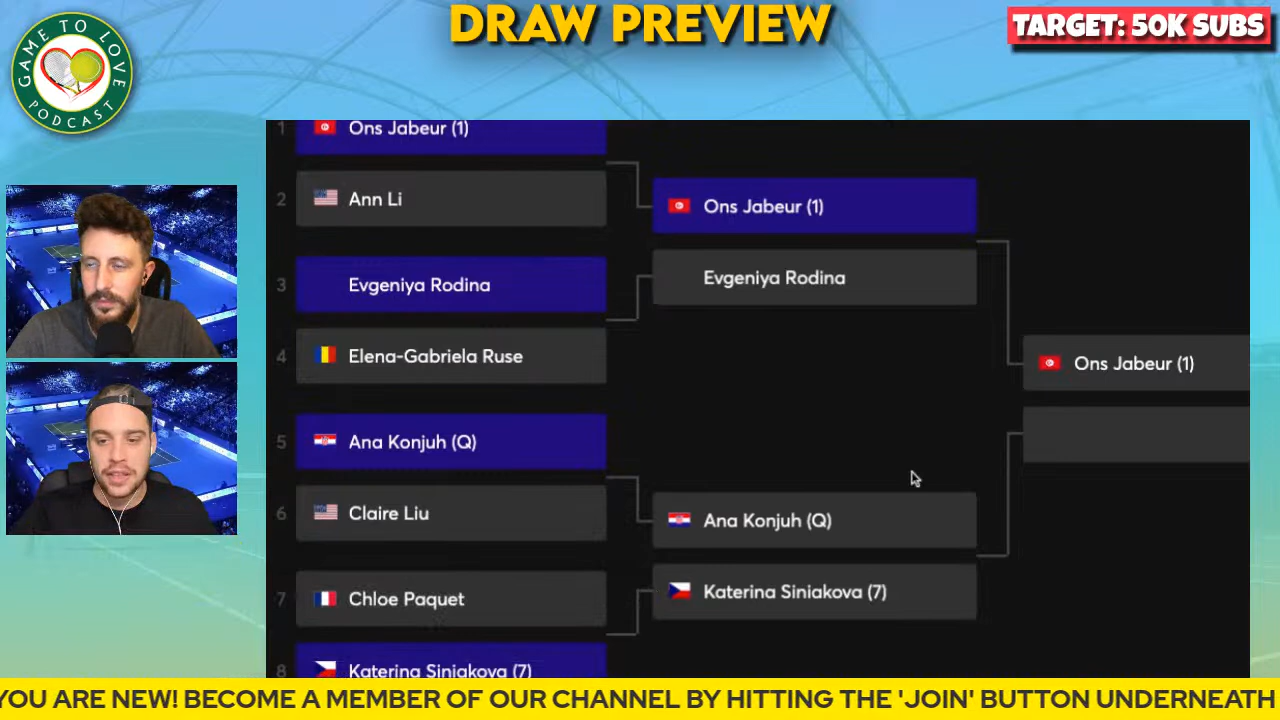 DRAW PREVIEW
TARGET: 50K SUBS
GAME TO LOVE
PODCAST
1 Ons Jabeur (1)
2 Ann Li
3 Evgeniya Rodina
4 Elena-Gabriela Ruse
5 Ana Konjuh (Q)
6 Claire Liu
7 Chloe Paquet
8 Katerina Siniakova (7)
Ons Jabeur (1)
Evgeniya Rodina
Ana Konjuh (Q)
Katerina Siniakova (7)
Ons Jabeur (1)
YOU ARE NEW! BECOME A MEMBER OF OUR CHANNEL BY HITTING THE 'JOIN' BUTTON UNDERNEATH